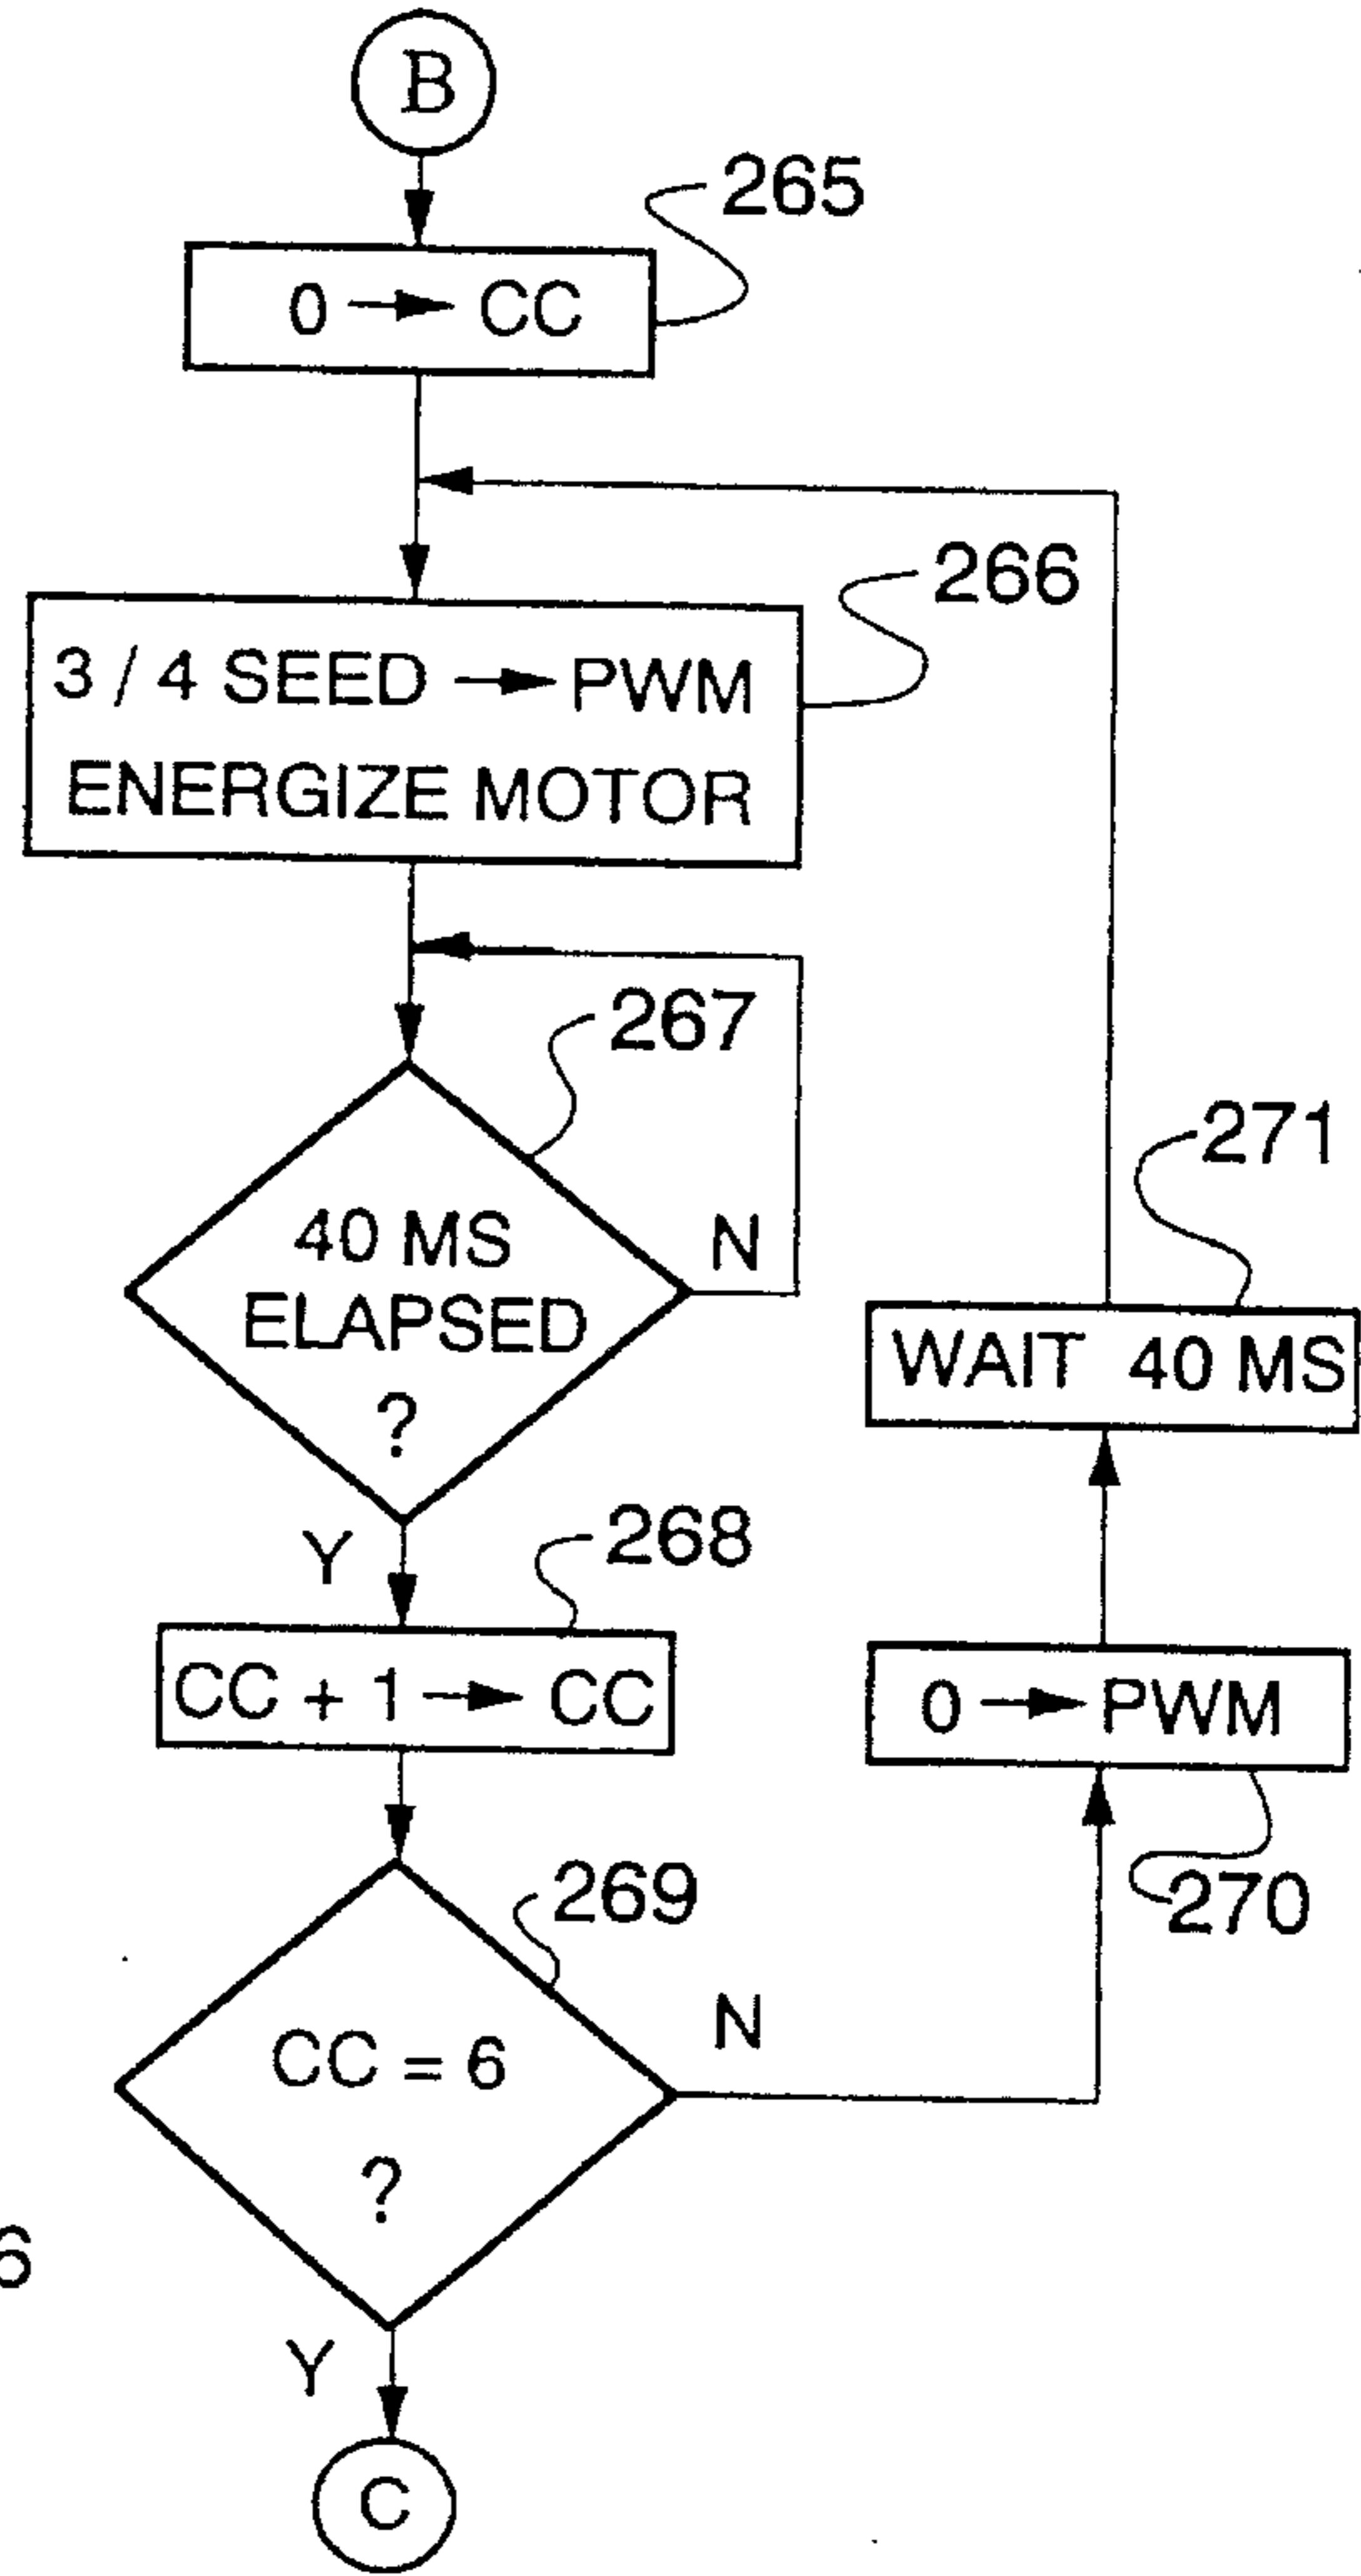 B
265
0 → CC
266
3 / 4 SEED → PWM
ENERGIZE MOTOR
267
40 MS
ELAPSED
?
N
271
WAIT 40 MS
Y
268
CC + 1 → CC
0 → PWM
270
269
CC = 6
?
N
6
Y
C